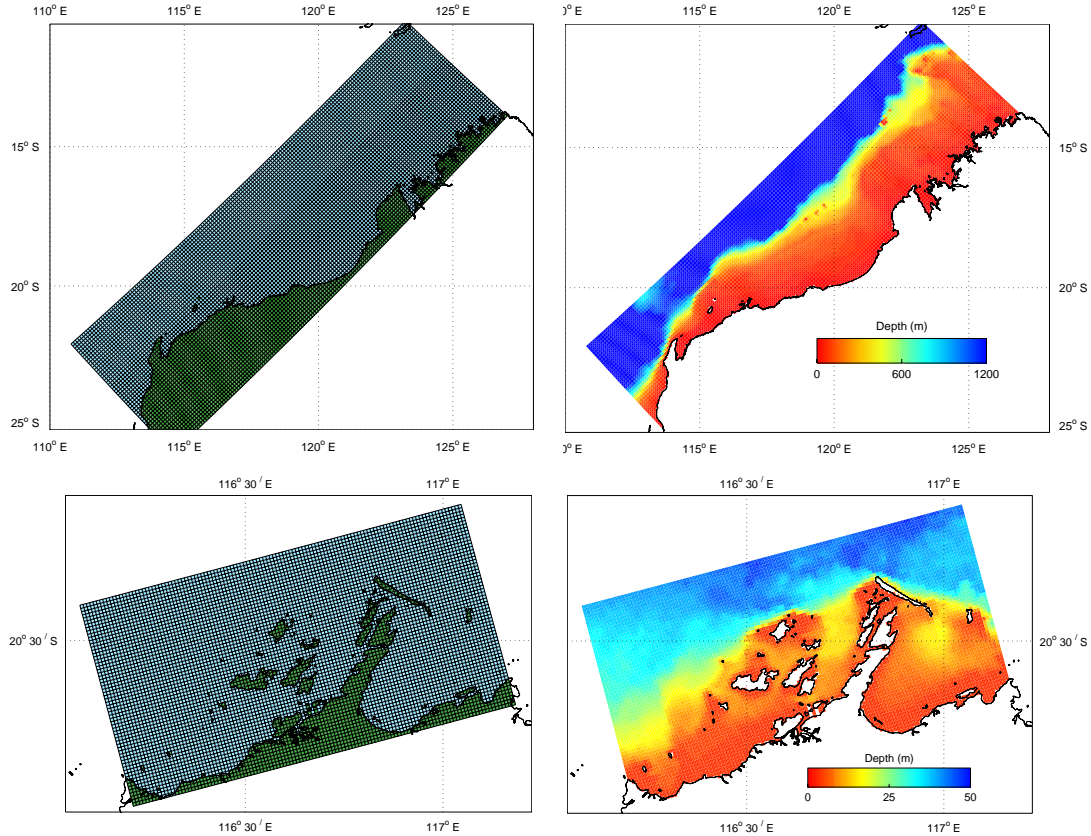 110° E 115° E 120° E 125° E
0° E 115° E 120° E 125° E
15° S
15° S
20° S
20° S
Depth (m)
0 600 1200
25° S
25° S
110° E 115° E 120° E 125° E
0° E 115° E 120° E 125° E
116° 30' E 117° E
116° 30' E 117° E
20° 30' S
20° 30' S
Depth (m)
0 25 50
116° 30' E 117° E
116° 30' E 117° E